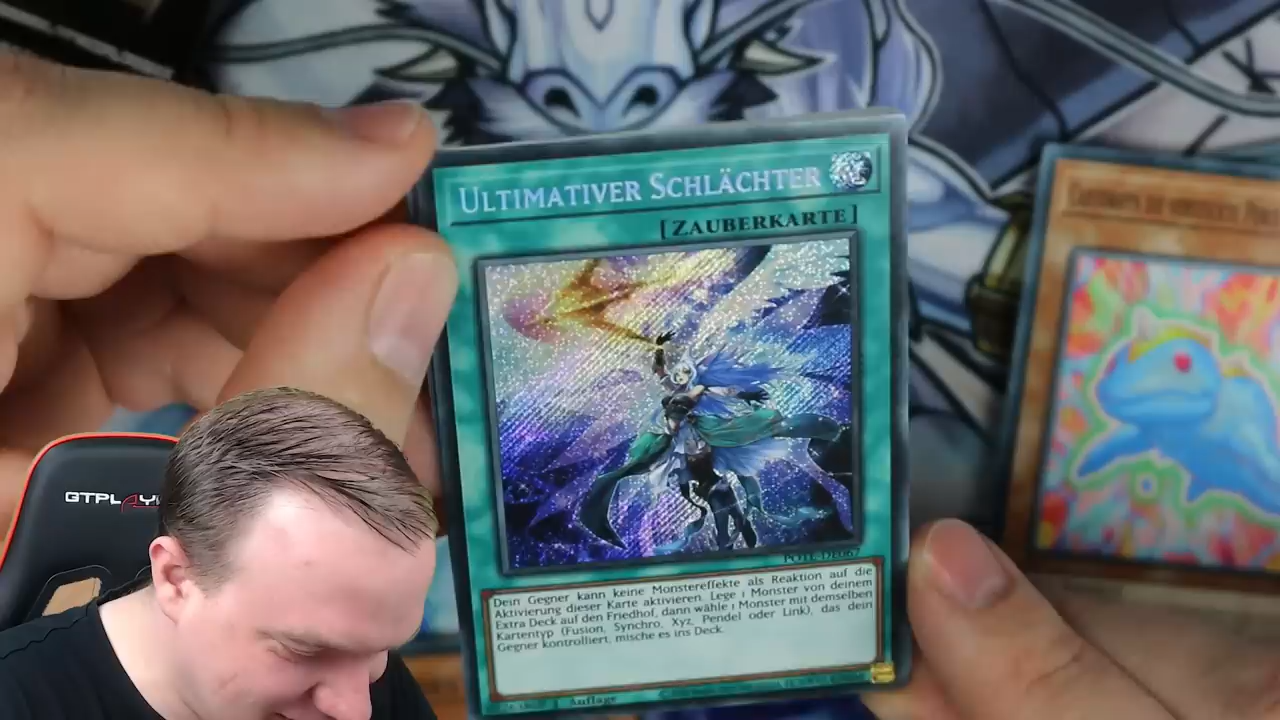 ULTIMATIVER SCHLÄCHTER
[ZAUBERKARTE]
POTE-DE067
Dein Gegner kann keine Monstereffekte als Reaktion auf die
Aktivierung dieser Karte aktivieren. Lege 1 Monster von deinem
Extra Deck auf den Friedhof, dann wähle 1 Monster mit demselben
Kartentyp (Fusion, Synchro, Xyz, Pendel oder Link), das dein
Gegner kontrolliert, mische es ins Deck.
Auflage
GTPLAY